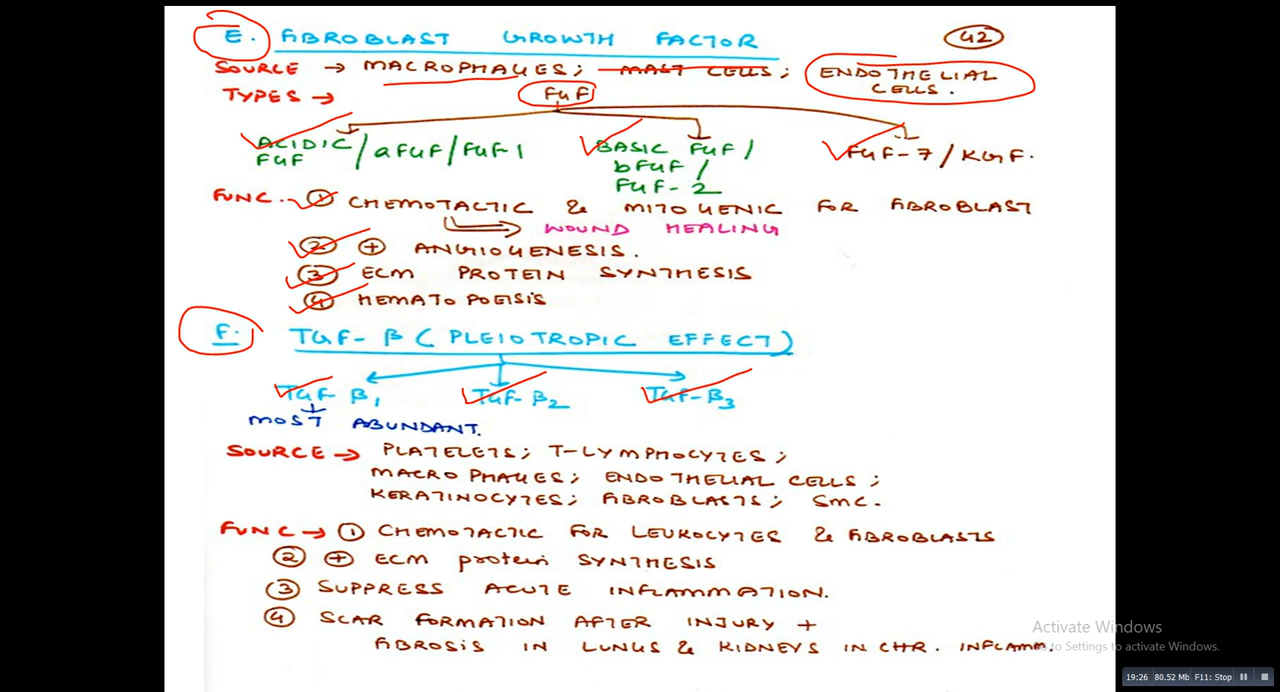 E. FIBROBLAST GROWTH FACTOR
42
SOURCE → MACROPHAGES; MAST CELLS; ENDOTHELIAL CELLS.
TYPES →
FGF
ACIDIC FGF / aFGF / FGF-1
BASIC FGF / bFGF / FGF-2
FGF-7 / KGF.
FUNC. → ① CHEMOTACTIC & MITOGENIC FOR FIBROBLAST
WOUND HEALING
② ⊕ ANGIOGENESIS.
③ ECM PROTEIN SYNTHESIS
④ HEMATOPOEISIS
F. TGF-β (PLEIOTROPIC EFFECT)
TGF-β1 TGF-β2 TGF-β3
MOST ABUNDANT.
SOURCE → PLATELETS; T-LYMPHOCYTES;
MACROPHAGES; ENDOTHELIAL CELLS;
KERATINOCYTES; FIBROBLASTS; SMC.
FUNC → ① CHEMOTACTIC FOR LEUKOCYTES & FIBROBLASTS
② ⊕ ECM protein SYNTHESIS
③ SUPPRESS ACUTE INFLAMMATION.
④ SCAR FORMATION AFTER INJURY +
FIBROSIS IN LUNGS & KIDNEYS IN CHR. INFLAMM.
Activate Windows
Go to Settings to activate Windows.
19:26 80.52 Mb F11: Stop